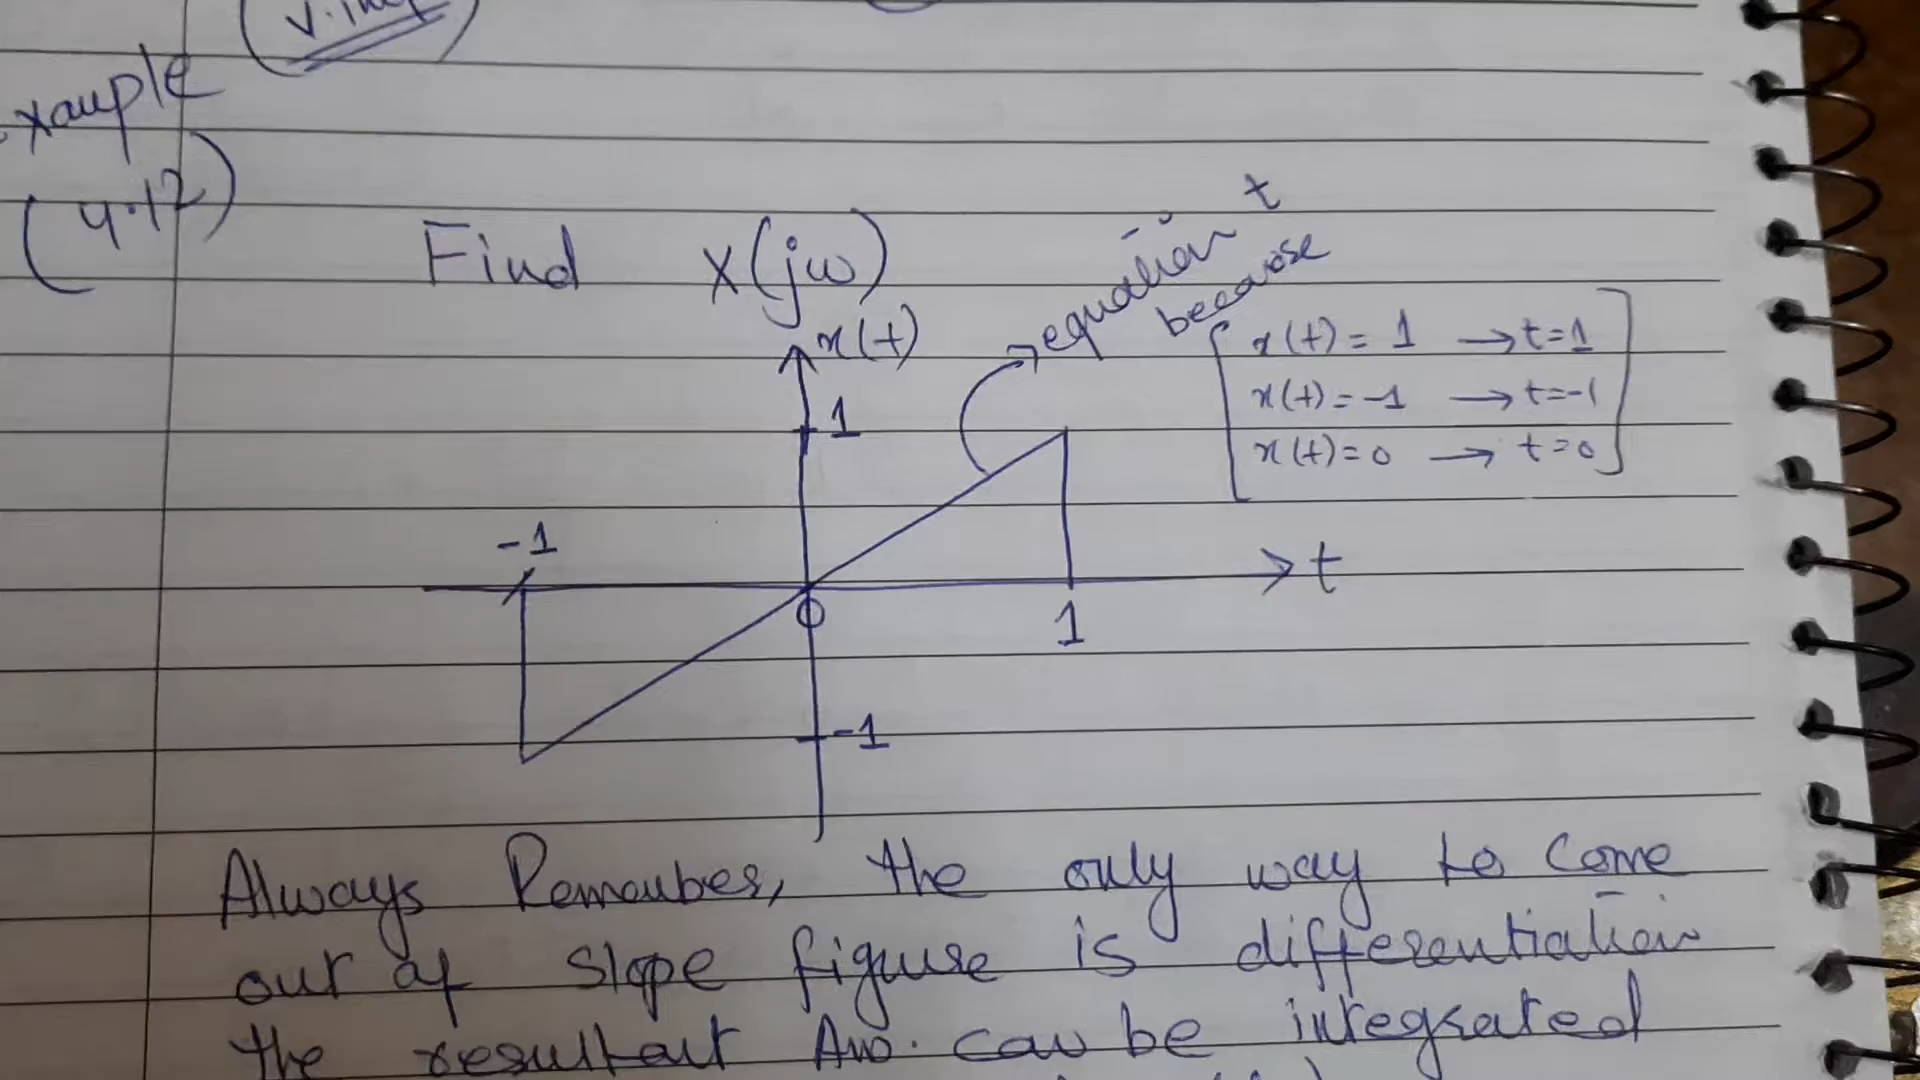 xample
(4.12)
Find X(jω)
equation t
because
x(t)
x(t) = 1 → t=1
x(t) = -1 → t=-1
x(t) = 0 → t=0
1
-1
t
0
1
-1
Always Remember, the only way to come
out of slope figure is differentiation
the resultant Ans. can be integrated